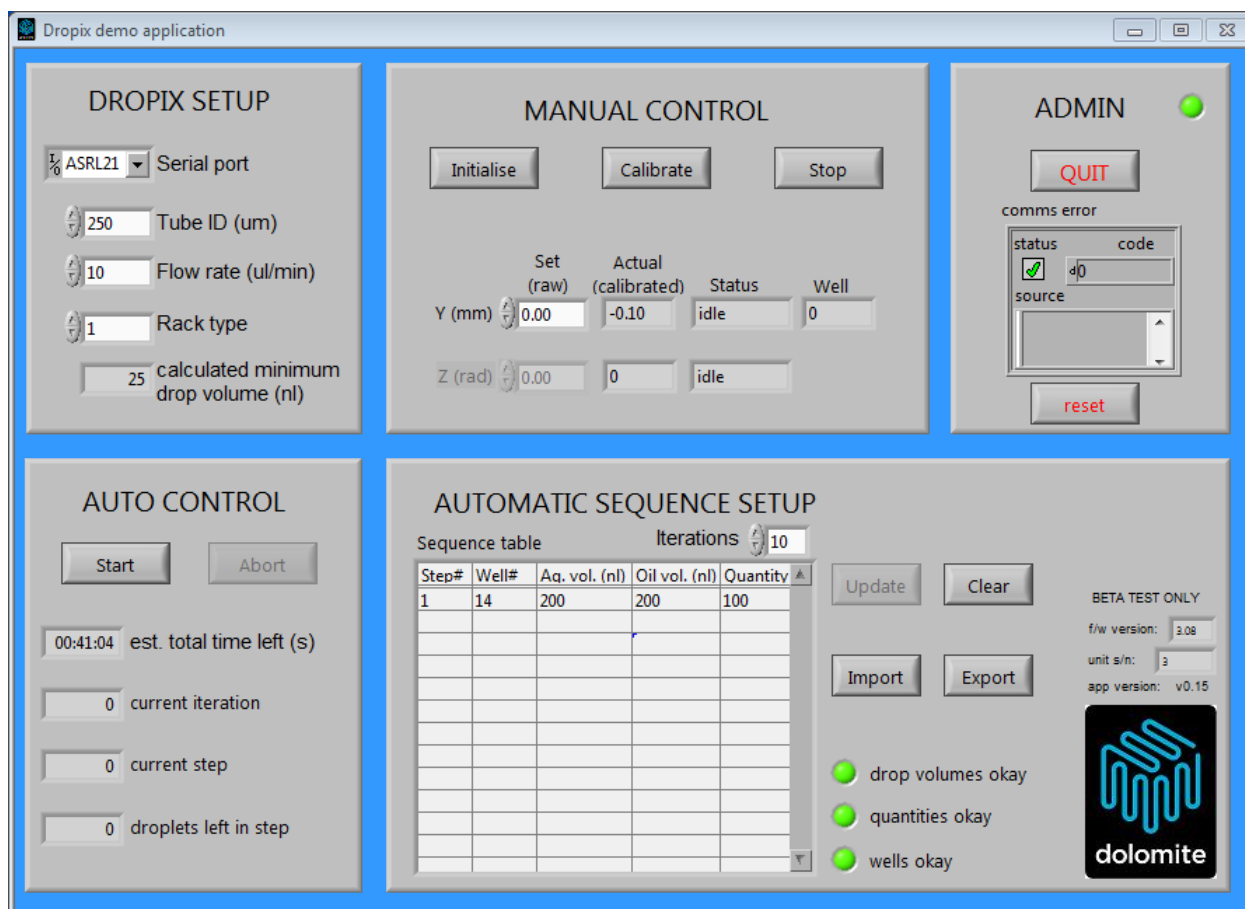 Dropix demo application
DROPIX SETUP
I/O ASRL21 Serial port
250 Tube ID (um)
10 Flow rate (ul/min)
1 Rack type
25 calculated minimum
drop volume (nl)
MANUAL CONTROL
Initialise Calibrate Stop
Set Actual
(raw) (calibrated) Status Well
Y (mm) 0.00 -0.10 idle 0
Z (rad) 0.00 0 idle
ADMIN
QUIT
comms error
status code
d0
source
reset
AUTO CONTROL
Start Abort
00:41:04 est. total time left (s)
0 current iteration
0 current step
0 droplets left in step
AUTOMATIC SEQUENCE SETUP
Sequence table Iterations 10
Step# Well# Aq. vol. (nl) Oil vol. (nl) Quantity
1 14 200 200 100
Update Clear
Import Export
drop volumes okay
quantities okay
wells okay
BETA TEST ONLY
f/w version: 3.08
unit s/n: 3
app version: v0.15
dolomite